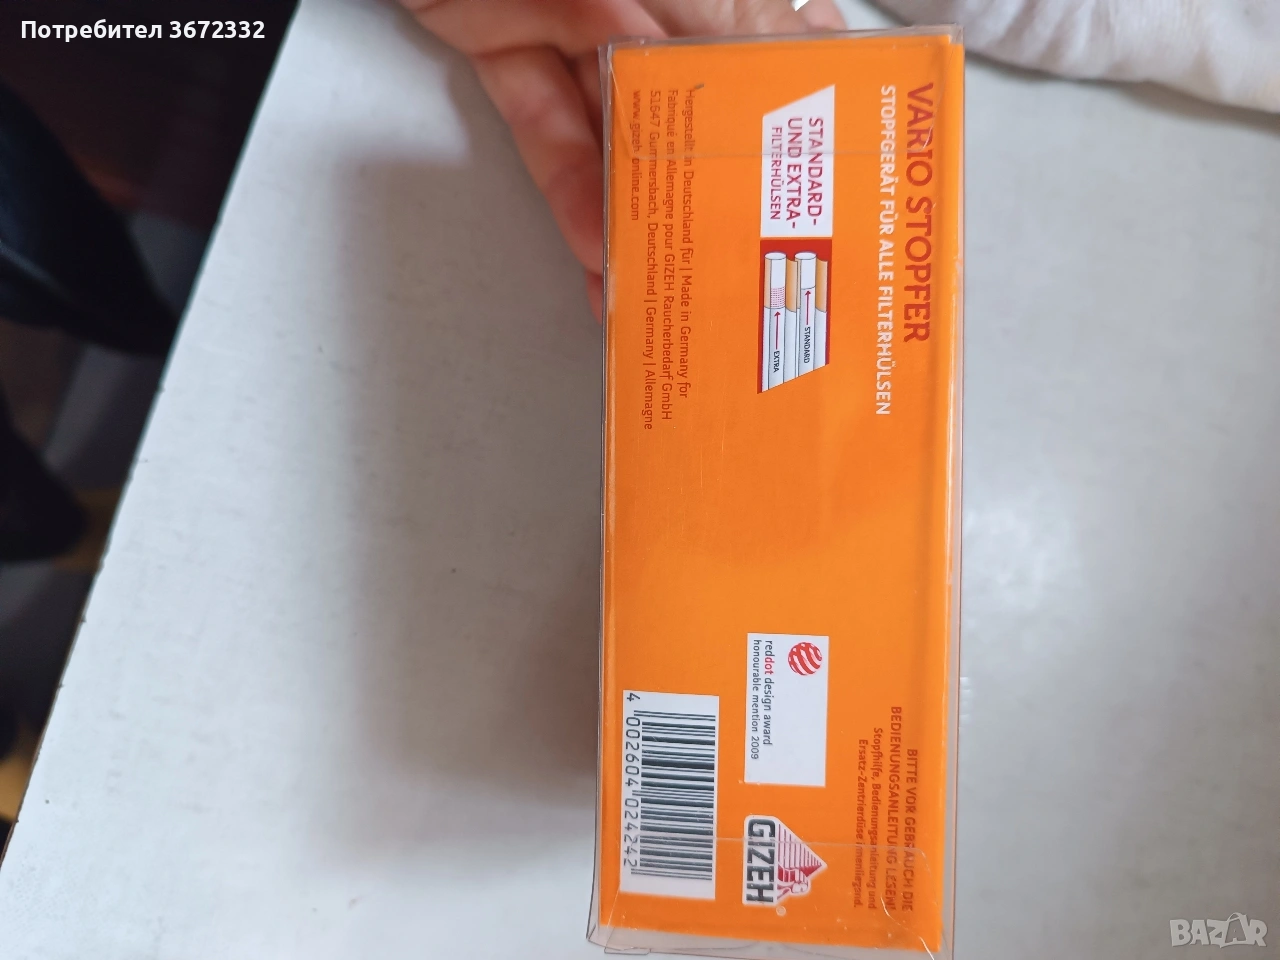 Потребител 3672332
VARIO STOPFER
STOPFGERÄT FÜR ALLE FILTERHÜLSEN
STANDARD-
UND EXTRA-
FILTERHÜLSEN
STANDARD
EXTRA
Hergestellt in Deutschland für | Made in Germany for
Fabriqué en Allemagne pour GIZEH Raucherbedarf GmbH
51647 Gummersbach, Deutschland | Germany | Allemagne
www.gizeh-online.com
BITTE VOR GEBRAUCH DIE
BEDIENUNGSANLEITUNG LESEN!
Stopfhilfe, Bedienungsanleitung und
Ersatz-Zentrierdüse innenliegend.
reddot design award
honourable mention 2009
GIZEH®
4 002604 024242
BAZAR